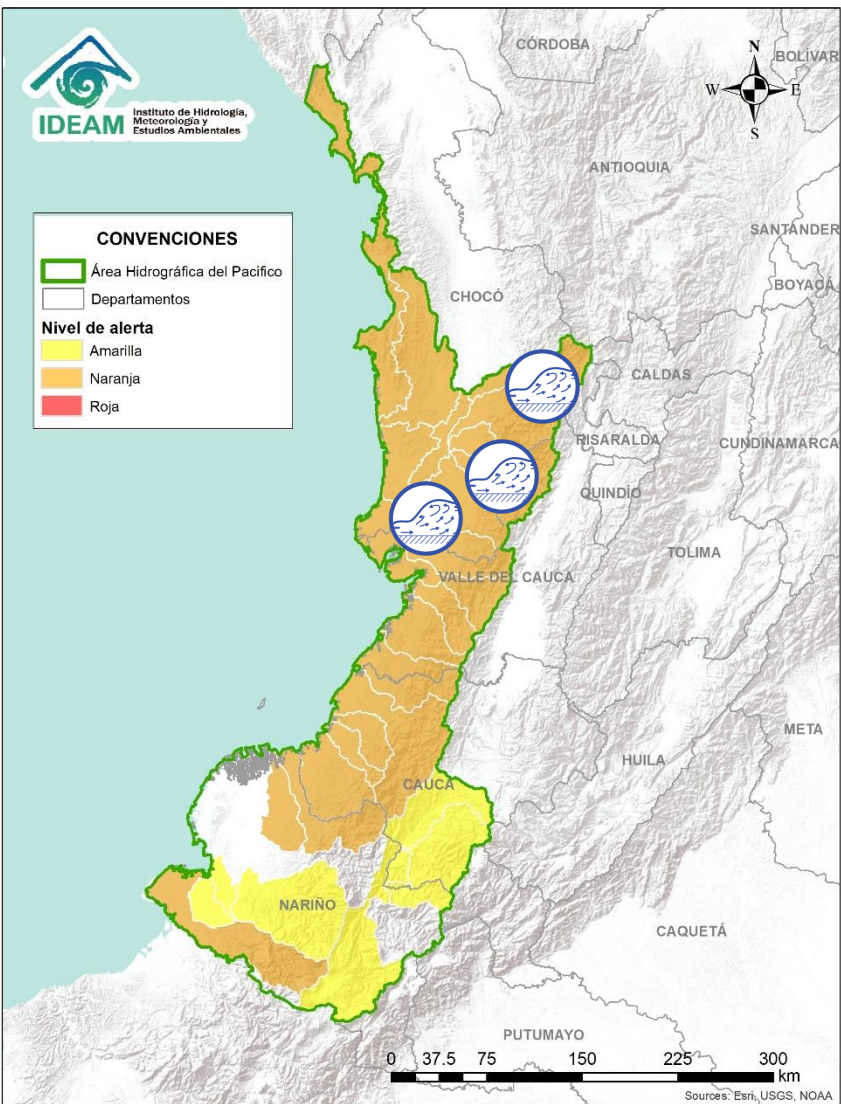 IDEAM
Instituto de Hidrología,
Meteorología y
Estudios Ambientales
N
W
E
S
CONVENCIONES
Área Hidrográfica del Pacifico
Departamentos
Nivel de alerta
Amarilla
Naranja
Roja
CÓRDOBA
BOLÍVAR
ANTIOQUIA
SANTANDER
BOYACÁ
CHOCÓ
CALDAS
RISARALDA
CUNDINAMARCA
QUINDÍO
TOLIMA
VALLE DEL CAUCA
META
HUILA
CAUCA
NARIÑO
CAQUETÁ
PUTUMAYO
0 37.5 75 150 225 300
km
Sources: Esri, USGS, NOAA